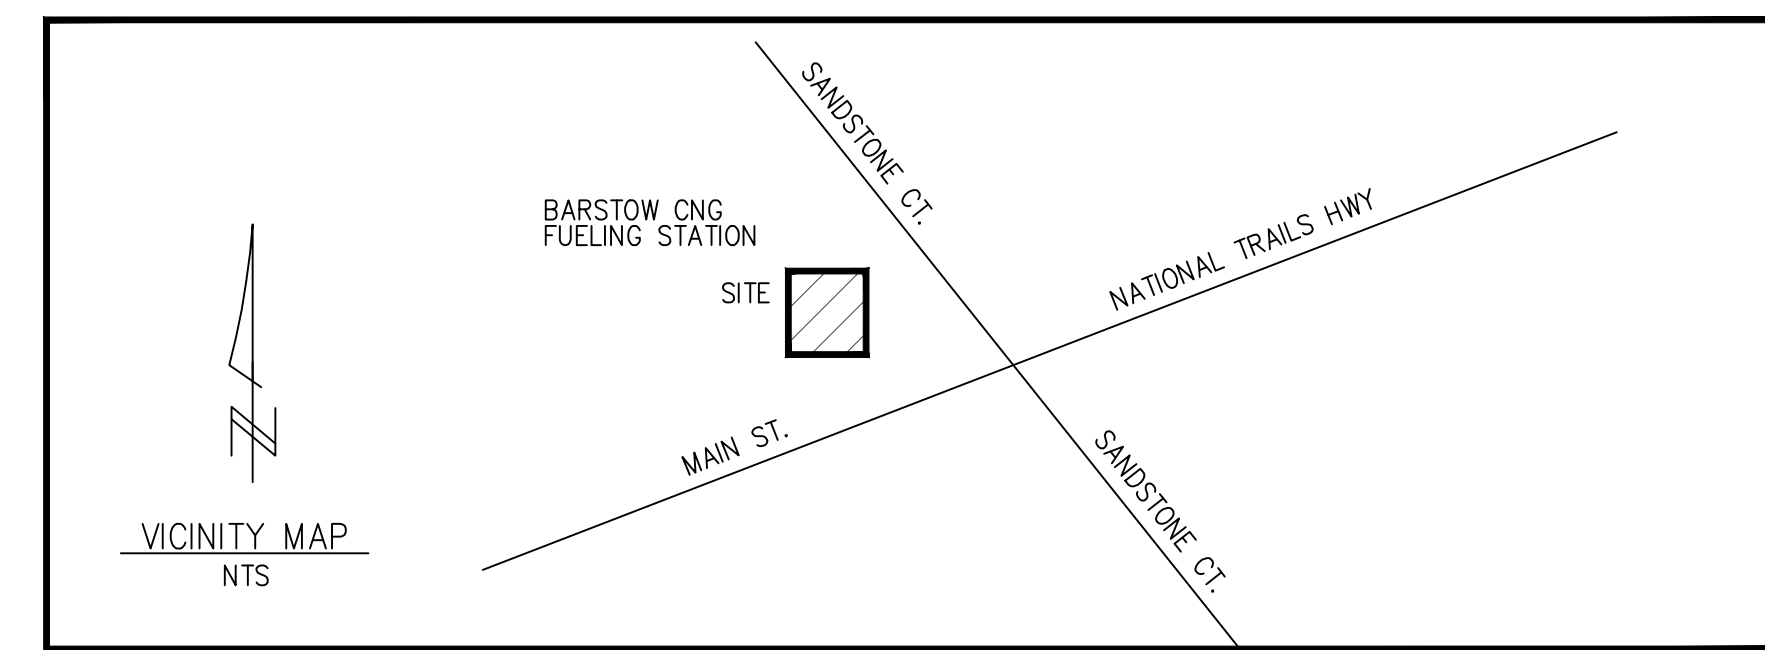 SANDSTONE CT.
BARSTOW CNG
FUELING STATION
NATIONAL TRAILS HWY
SITE
MAIN ST.
N
SANDSTONE CT.
VICINITY MAP
NTS